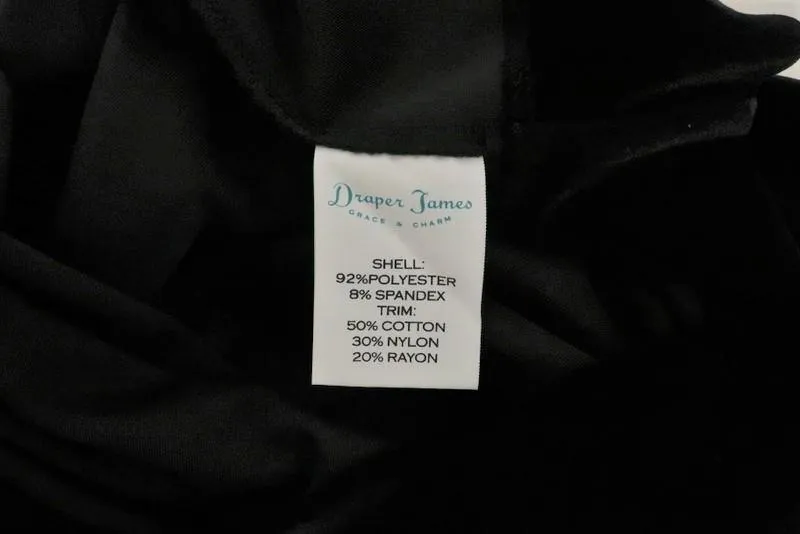 Draper James
GRACE & CHARM
SHELL:
92%POLYESTER
8% SPANDEX
TRIM:
50% COTTON
30% NYLON
20% RAYON